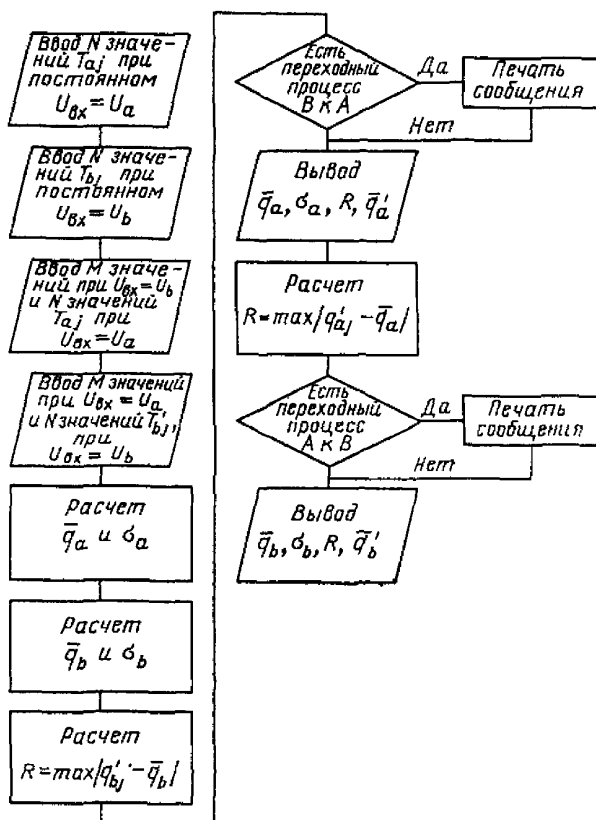 Ввод N значе-
ний Taj при
постоянном
Uвх = Ua
Ввод N значе-
ний Tbj при
постоянном
Uвх = Ub
Ввод M значе-
ний при Uвх = Ub
и N значений
Taj при
Uвх = Ua
Ввод M значений
при Uвх = Ua
и N значений T'bj,
при
Uвх = Ub
Расчет
q̄a и σa
Расчет
q̄b и σb
Расчет
R = max/q'bj - q̄b/
Есть
переходный
процесс
B к A
Да
Печать
сообщения
Нет
Вывод
q̄a, σa, R, q̄'a
Расчет
R = max/q'aj - q̄a/
Есть
переходный
процесс
A к B
Да
Печать
сообщения
Нет
Вывод
q̄b, σb, R, q̄'b